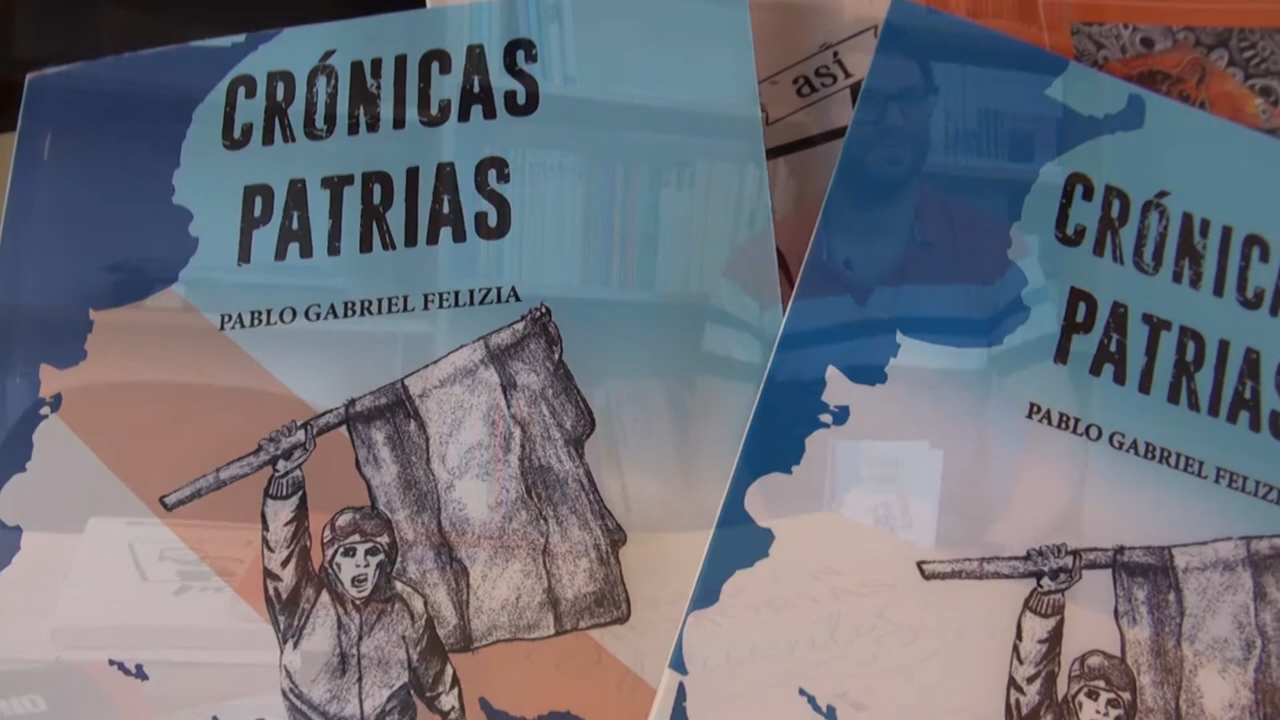 CRÓNICAS
PATRIAS
PABLO GABRIEL FELIZIA
así
CRÓNIC
PATRIAS
PABLO GABRIEL FELIZ